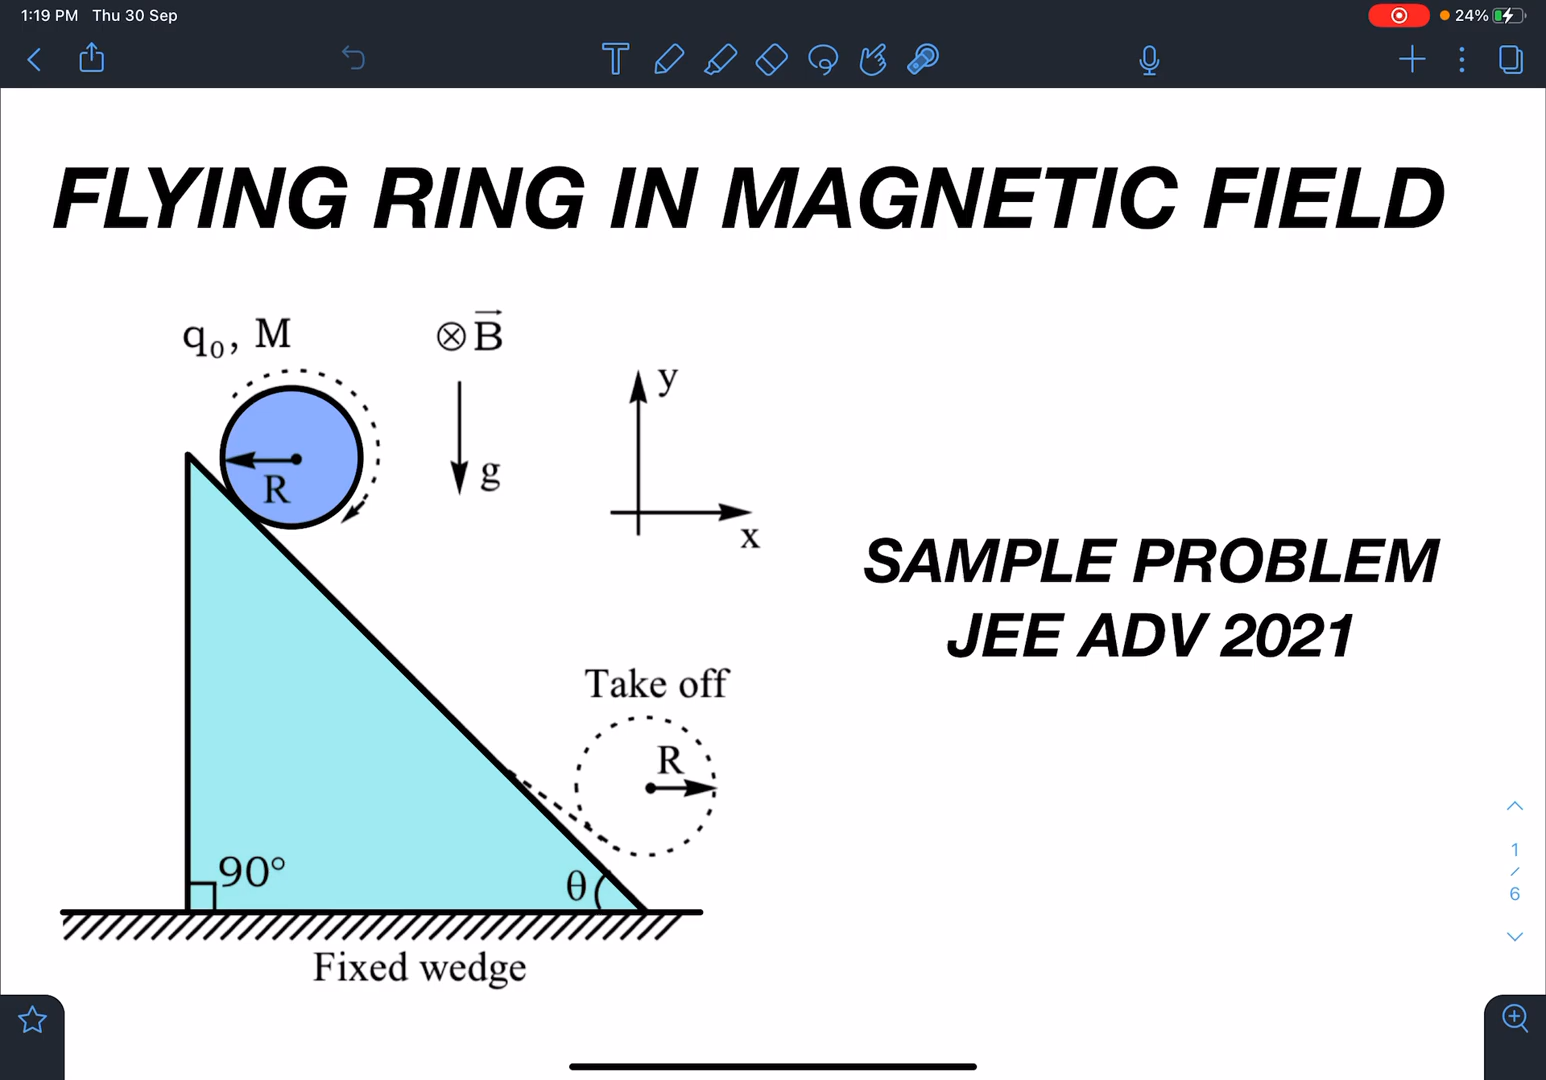 1:19 PM Thu 30 Sep
24%
FLYING RING IN MAGNETIC FIELD
q₀, M
⊗ B⃗
y
g
R
x
SAMPLE PROBLEM
JEE ADV 2021
Take off
R
1
/
6
90°
θ
Fixed wedge